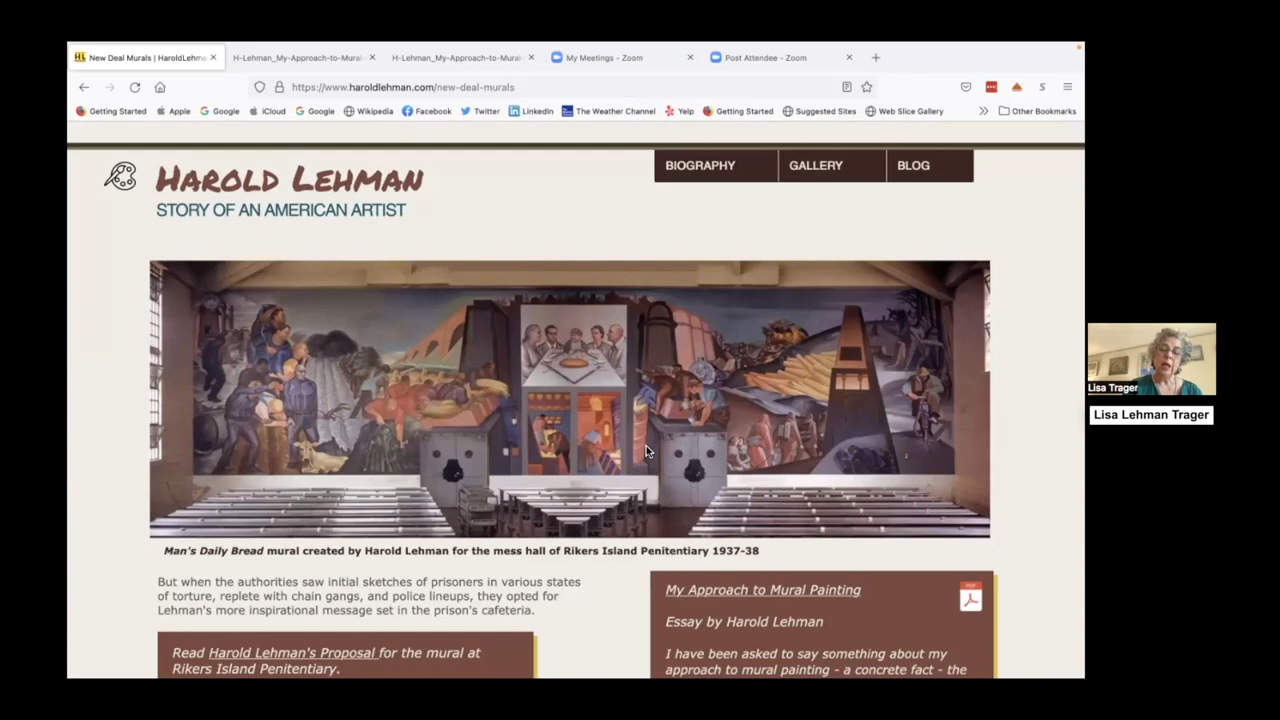 New Deal Murals | HaroldLehma
H-Lehman_My-Approach-to-Mural
H-Lehman_My-Approach-to-Mural
My Meetings - Zoom
Post Attendee - Zoom
https://www.haroldlehman.com/new-deal-murals
Getting Started
Apple
Google
iCloud
Google
Wikipedia
Facebook
Twitter
LinkedIn
The Weather Channel
Yelp
Getting Started
Suggested Sites
Web Slice Gallery
Other Bookmarks
HAROLD LEHMAN
STORY OF AN AMERICAN ARTIST
BIOGRAPHY
GALLERY
BLOG
Man's Daily Bread mural created by Harold Lehman for the mess hall of Rikers Island Penitentiary 1937-38
But when the authorities saw initial sketches of prisoners in various states
of torture, replete with chain gangs, and police lineups, they opted for
Lehman's more inspirational message set in the prison's cafeteria.
Read Harold Lehman's Proposal for the mural at
Rikers Island Penitentiary.
My Approach to Mural Painting
PDF
Essay by Harold Lehman
I have been asked to say something about my
approach to mural painting - a concrete fact - the
Lisa Trager
Lisa Lehman Trager